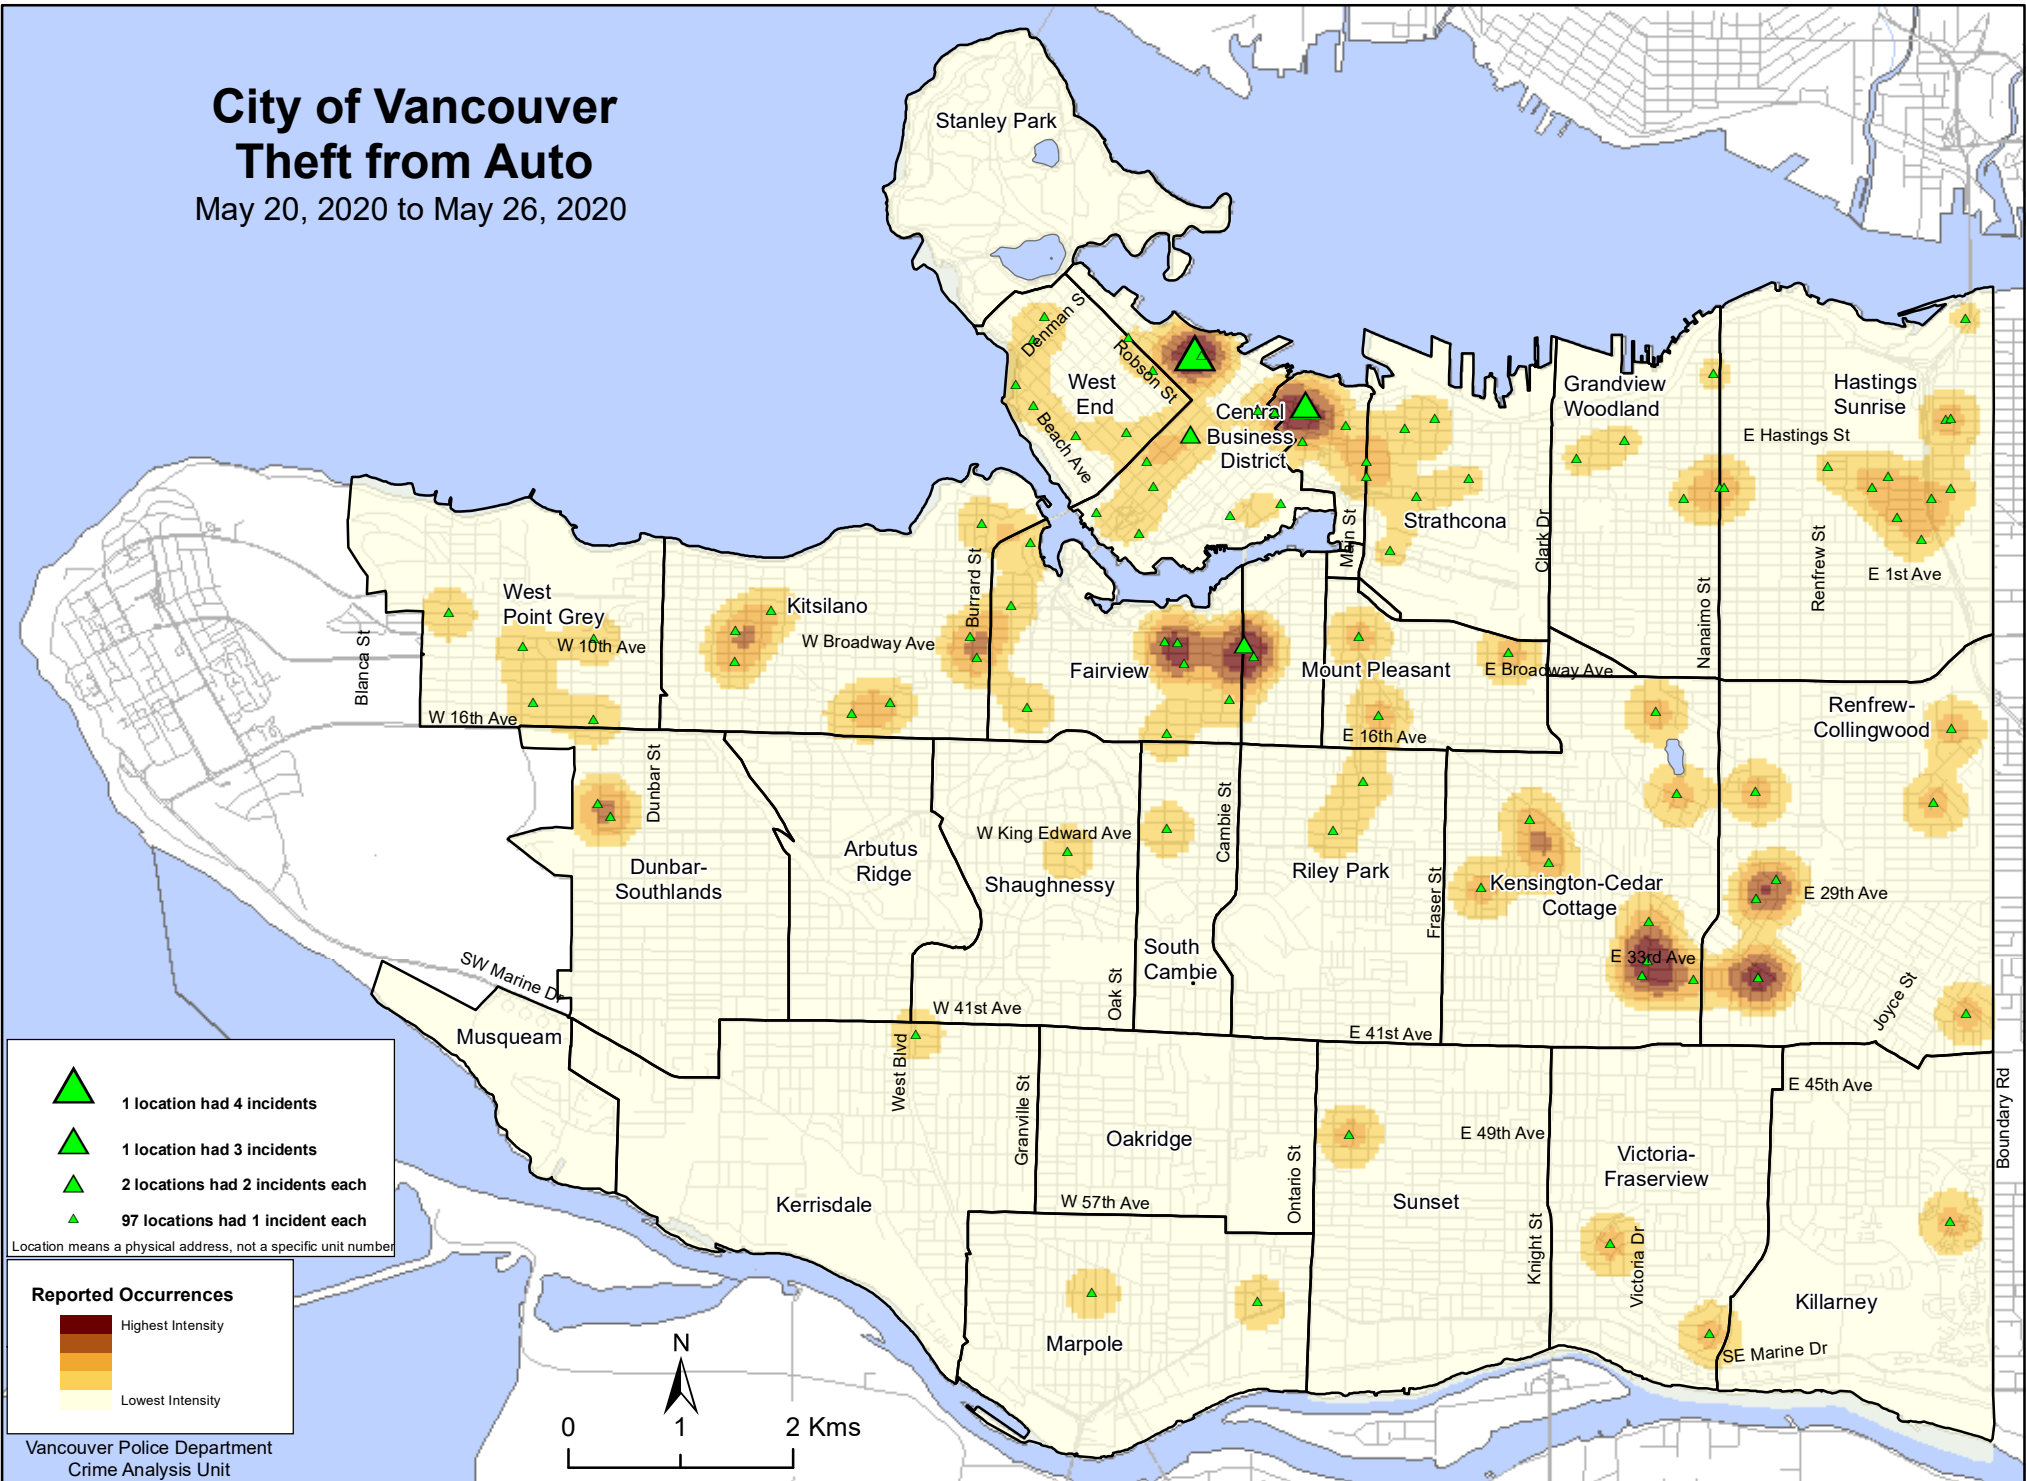 City of Vancouver
Theft from Auto
May 20, 2020 to May 26, 2020
Stanley Park
Denman S
Robson St
West
End
Beach Ave
Central
Business
District
Grandview
Woodland
Hastings
Sunrise
E Hastings St
Strathcona
Main St
Clark Dr
Nanaimo St
Renfrew St
E 1st Ave
West
Point Grey
Blanca St
W 10th Ave
W 16th Ave
Kitsilano
W Broadway Ave
Burrard St
Fairview
Mount Pleasant
E Broadway Ave
E 16th Ave
Renfrew-
Collingwood
Dunbar St
Dunbar-
Southlands
Arbutus
Ridge
W King Edward Ave
Shaughnessy
Cambie St
Riley Park
Fraser St
Kensington-Cedar
Cottage
E 29th Ave
E 33rd Ave
South
Cambie
Oak St
SW Marine Dr
W 41st Ave
E 41st Ave
Joyce St
Musqueam
West Blvd
Granville St
Oakridge
Ontario St
E 49th Ave
E 45th Ave
Boundary Rd
Victoria-
Fraserview
Kerrisdale
W 57th Ave
Sunset
Knight St
Victoria Dr
Killarney
Marpole
SE Marine Dr
1 location had 4 incidents
1 location had 3 incidents
2 locations had 2 incidents each
97 locations had 1 incident each
Location means a physical address, not a specific unit number
Reported Occurrences
Highest Intensity
Lowest Intensity
Vancouver Police Department
Crime Analysis Unit
N
0 1 2 Kms